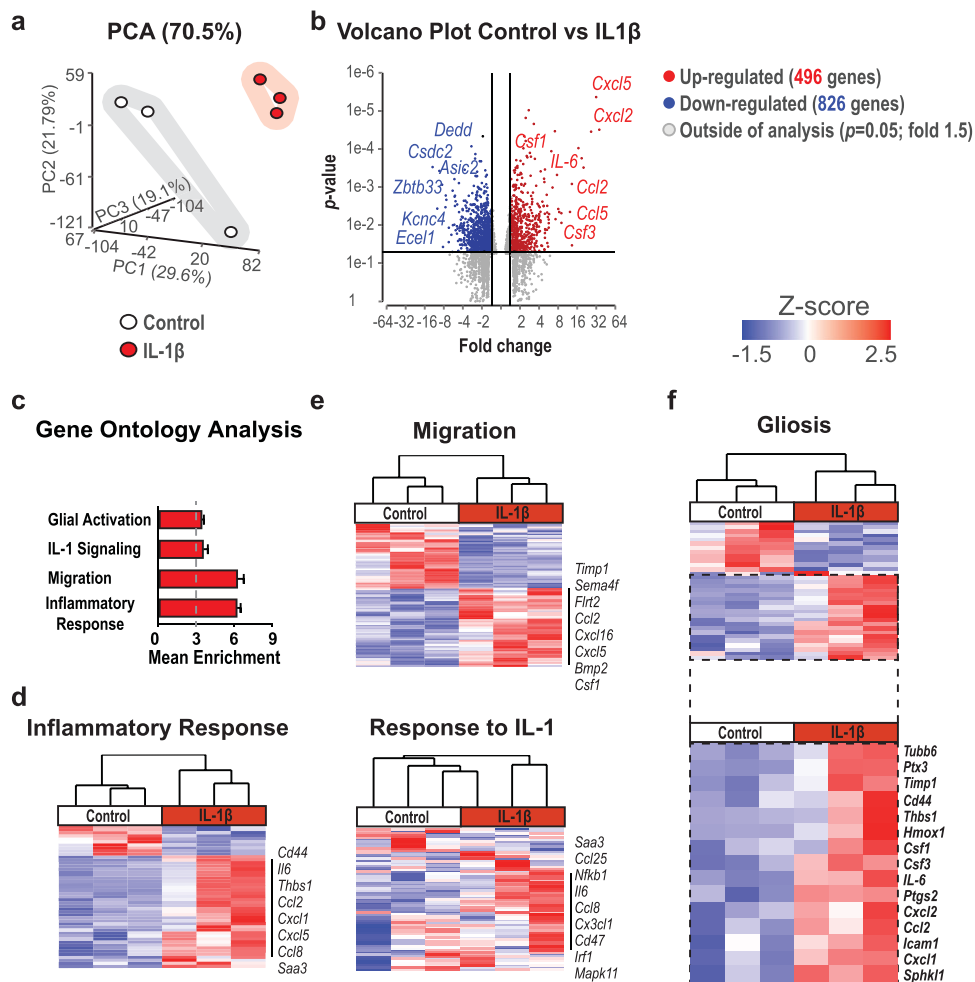 a
PCA (70.5%)
59
-1
-61
-121
PC2 (21.79%)
PC3 (19.1%)
-104
-47
10
67
-104
-42
20
82
PC1 (29.6%)
Control
IL-1β
b
Volcano Plot Control vs IL1β
1e-6
1e-5
1e-4
1e-3
1e-2
1e-1
1
p-value
Cxcl5
Cxcl2
Dedd
Csf1
Csdc2
IL-6
Asic2
Zbtb33
Ccl2
Kcnc4
Ccl5
Ecel1
Csf3
-64 -32 -16 -8 -4 -2 2 4 8 16 32 64
Fold change
Up-regulated (496 genes)
Down-regulated (826 genes)
Outside of analysis (p=0.05; fold 1.5)
Z-score
-1.5 0 2.5
c
Gene Ontology Analysis
Glial Activation
IL-1 Signaling
Migration
Inflammatory
Response
0 3 6 9
Mean Enrichment
e
Migration
Control IL-1β
Timp1
Sema4f
Flrt2
Ccl2
Cxcl16
Cxcl5
Bmp2
Csf1
f
Gliosis
Control IL-1β
Control IL-1β
Tubb6
Ptx3
Timp1
Cd44
Thbs1
Hmox1
Csf1
Csf3
IL-6
Ptgs2
Cxcl2
Ccl2
Icam1
Cxcl1
Sphkl1
d
Inflammatory Response
Control IL-1β
Cd44
Il6
Thbs1
Ccl2
Cxcl1
Cxcl5
Ccl8
Saa3
Response to IL-1
Control IL-1β
Saa3
Ccl25
Nfkb1
Il6
Ccl8
Cx3cl1
Cd47
Irf1
Mapk11